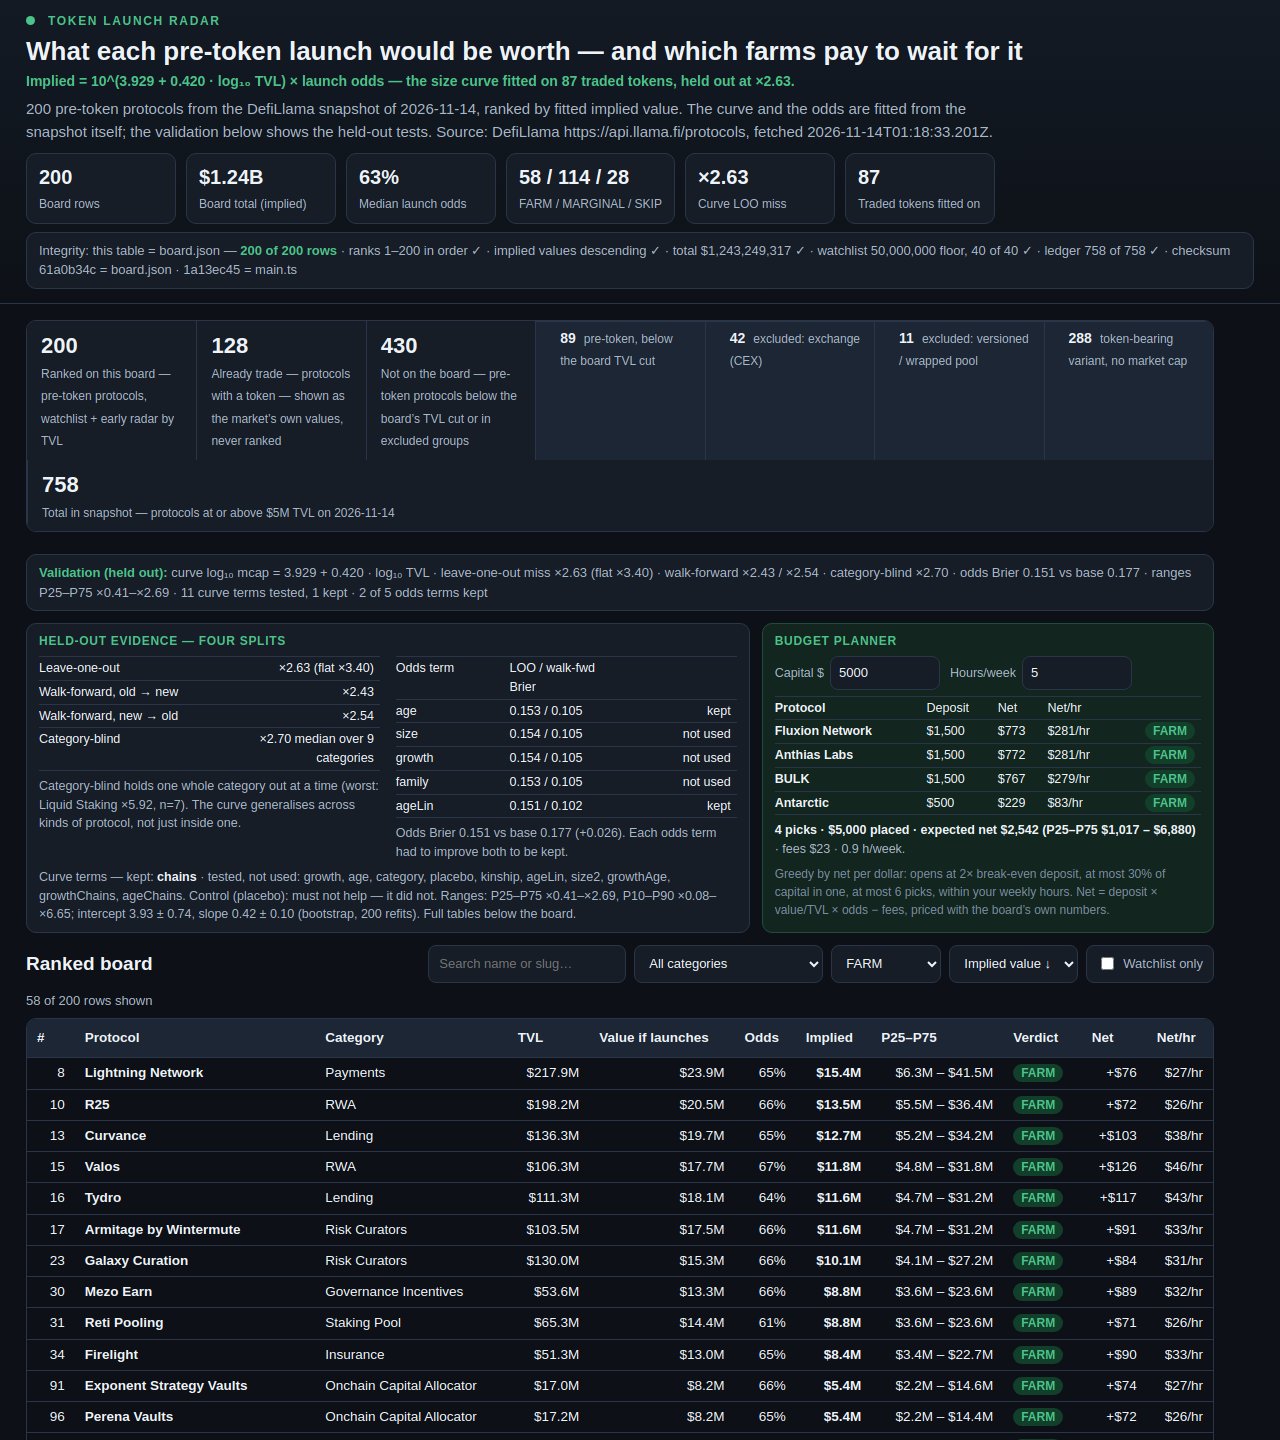 TOKEN LAUNCH RADAR
What each pre-token launch would be worth — and which farms pay to wait for it
Implied = 10^(3.929 + 0.420 · log₁₀ TVL) × launch odds — the size curve fitted on 87 traded tokens, held out at ×2.63.
200 pre-token protocols from the DefiLlama snapshot of 2026-11-14, ranked by fitted implied value. The curve and the odds are fitted from the
snapshot itself; the validation below shows the held-out tests. Source: DefiLlama https://api.llama.fi/protocols, fetched 2026-11-14T01:18:33.201Z.
200
Board rows
$1.24B
Board total (implied)
63%
Median launch odds
58 / 114 / 28
FARM / MARGINAL / SKIP
×2.63
Curve LOO miss
87
Traded tokens fitted on
Integrity: this table = board.json — 200 of 200 rows · ranks 1–200 in order ✓ · implied values descending ✓ · total $1,243,249,317 ✓ · watchlist 50,000,000 floor, 40 of 40 ✓ · ledger 758 of 758 ✓ · checksum
61a0b34c = board.json · 1a13ec45 = main.ts
200
Ranked on this board —
pre-token protocols,
watchlist + early radar by
TVL
128
Already trade — protocols
with a token — shown as
the market's own values,
never ranked
430
Not on the board — pre-
token protocols below the
board's TVL cut or in
excluded groups
89 pre-token, below
the board TVL cut
42 excluded: exchange
(CEX)
11 excluded: versioned
/ wrapped pool
288 token-bearing
variant, no market cap
758
Total in snapshot — protocols at or above $5M TVL on 2026-11-14
Validation (held out): curve log₁₀ mcap = 3.929 + 0.420 · log₁₀ TVL · leave-one-out miss ×2.63 (flat ×3.40) · walk-forward ×2.43 / ×2.54 · category-blind ×2.70 · odds Brier 0.151 vs base 0.177 · ranges
P25–P75 ×0.41–×2.69 · 11 curve terms tested, 1 kept · 2 of 5 odds terms kept
HELD-OUT EVIDENCE — FOUR SPLITS
Leave-one-out ×2.63 (flat ×3.40)
Walk-forward, old → new ×2.43
Walk-forward, new → old ×2.54
Category-blind ×2.70 median over 9
categories
Category-blind holds one whole category out at a time (worst:
Liquid Staking ×5.92, n=7). The curve generalises across
kinds of protocol, not just inside one.
Odds term LOO / walk-fwd
Brier
age 0.153 / 0.105 kept
size 0.154 / 0.105 not used
growth 0.154 / 0.105 not used
family 0.153 / 0.105 not used
ageLin 0.151 / 0.102 kept
Odds Brier 0.151 vs base 0.177 (+0.026). Each odds term
had to improve both to be kept.
Curve terms — kept: chains · tested, not used: growth, age, category, placebo, kinship, ageLin, size2, growthAge,
growthChains, ageChains. Control (placebo): must not help — it did not. Ranges: P25–P75 ×0.41–×2.69, P10–P90 ×0.08–
×6.65; intercept 3.93 ± 0.74, slope 0.42 ± 0.10 (bootstrap, 200 refits). Full tables below the board.
BUDGET PLANNER
Capital $ 5000 Hours/week 5
Protocol Deposit Net Net/hr
Fluxion Network $1,500 $773 $281/hr FARM
Anthias Labs $1,500 $772 $281/hr FARM
BULK $1,500 $767 $279/hr FARM
Antarctic $500 $229 $83/hr FARM
4 picks · $5,000 placed · expected net $2,542 (P25–P75 $1,017 – $6,880)
· fees $23 · 0.9 h/week.
Greedy by net per dollar: opens at 2× break-even deposit, at most 30% of
capital in one, at most 6 picks, within your weekly hours. Net = deposit ×
value/TVL × odds − fees, priced with the board's own numbers.
Ranked board
Search name or slug…
All categories
FARM
Implied value ↓
Watchlist only
58 of 200 rows shown
# Protocol Category TVL Value if launches Odds Implied P25–P75 Verdict Net Net/hr
8 Lightning Network Payments $217.9M $23.9M 65% $15.4M $6.3M – $41.5M FARM +$76 $27/hr
10 R25 RWA $198.2M $20.5M 66% $13.5M $5.5M – $36.4M FARM +$72 $26/hr
13 Curvance Lending $136.3M $19.7M 65% $12.7M $5.2M – $34.2M FARM +$103 $38/hr
15 Valos RWA $106.3M $17.7M 67% $11.8M $4.8M – $31.8M FARM +$126 $46/hr
16 Tydro Lending $111.3M $18.1M 64% $11.6M $4.7M – $31.2M FARM +$117 $43/hr
17 Armitage by Wintermute Risk Curators $103.5M $17.5M 66% $11.6M $4.7M – $31.2M FARM +$91 $33/hr
23 Galaxy Curation Risk Curators $130.0M $15.3M 66% $10.1M $4.1M – $27.2M FARM +$84 $31/hr
30 Mezo Earn Governance Incentives $53.6M $13.3M 66% $8.8M $3.6M – $23.6M FARM +$89 $32/hr
31 Reti Pooling Staking Pool $65.3M $14.4M 61% $8.8M $3.6M – $23.6M FARM +$71 $26/hr
34 Firelight Insurance $51.3M $13.0M 65% $8.4M $3.4M – $22.7M FARM +$90 $33/hr
91 Exponent Strategy Vaults Onchain Capital Allocator $17.0M $8.2M 66% $5.4M $2.2M – $14.6M FARM +$74 $27/hr
96 Perena Vaults Onchain Capital Allocator $17.2M $8.2M 65% $5.4M $2.2M – $14.4M FARM +$72 $26/hr